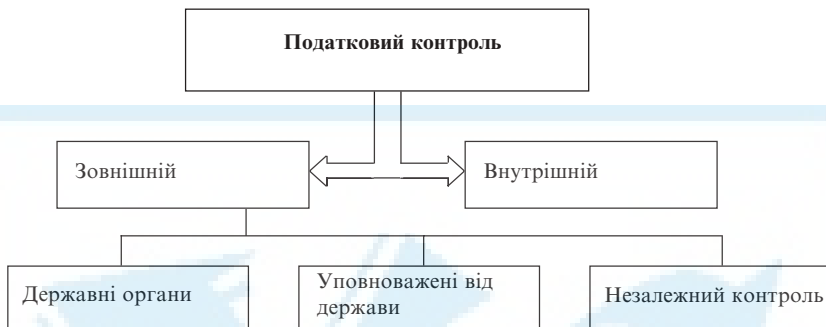 Податковий контроль
Зовнішній
Внутрішній
Державні органи
Уповноважені від
держави
Незалежний контроль